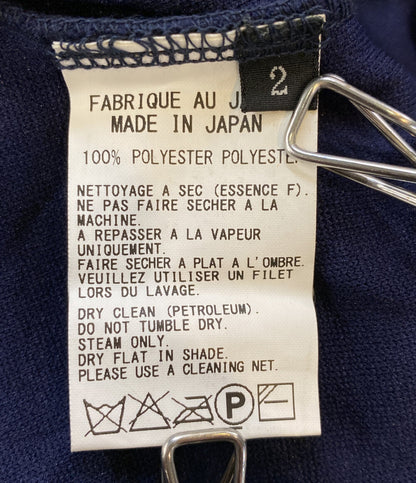 2
FABRIQUE AU
MADE IN JAPAN
100% POLYESTER
NETTOYAGE A SEC (ESSENCE F).
NE PAS FAIRE SECHER A LA
MACHINE.
A REPASSER A LA VAPEUR
UNIQUEMENT.
FAIRE SECHER A PLAT A L'OMBRE.
VEUILLEZ UTILISER UN FILET
LORS DU LAVAGE.
DRY CLEAN (PETROLEUM).
DO NOT TUMBLE DRY.
STEAM ONLY.
DRY FLAT IN SHADE.
PLEASE USE A CLEANING NET.
P